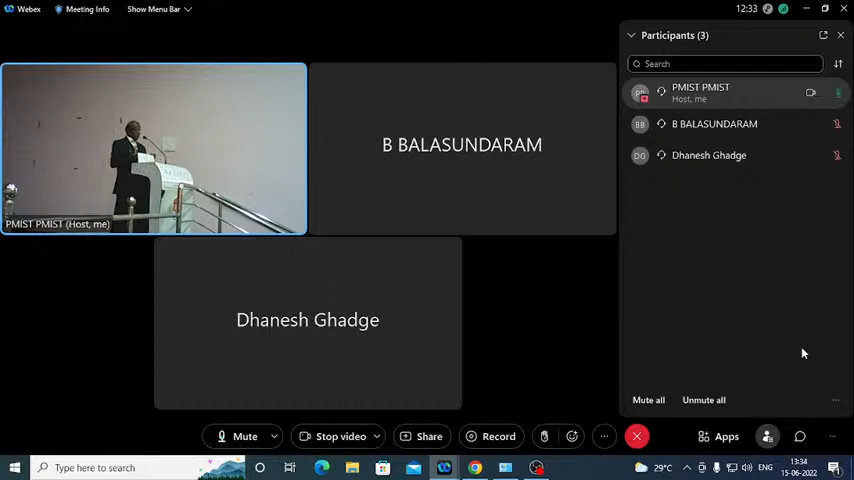 Webex
Meeting Info
Show Menu Bar
12:33
Participants (3)
Search
PMIST PMIST
Host, me
BB
B BALASUNDARAM
DG
Dhanesh Ghadge
B BALASUNDARAM
PMIST PMIST (Host, me)
Dhanesh Ghadge
Mute all
Unmute all
Mute
Stop video
Share
Record
Apps
Type here to search
29°C
ENG
13:34
15-06-2022